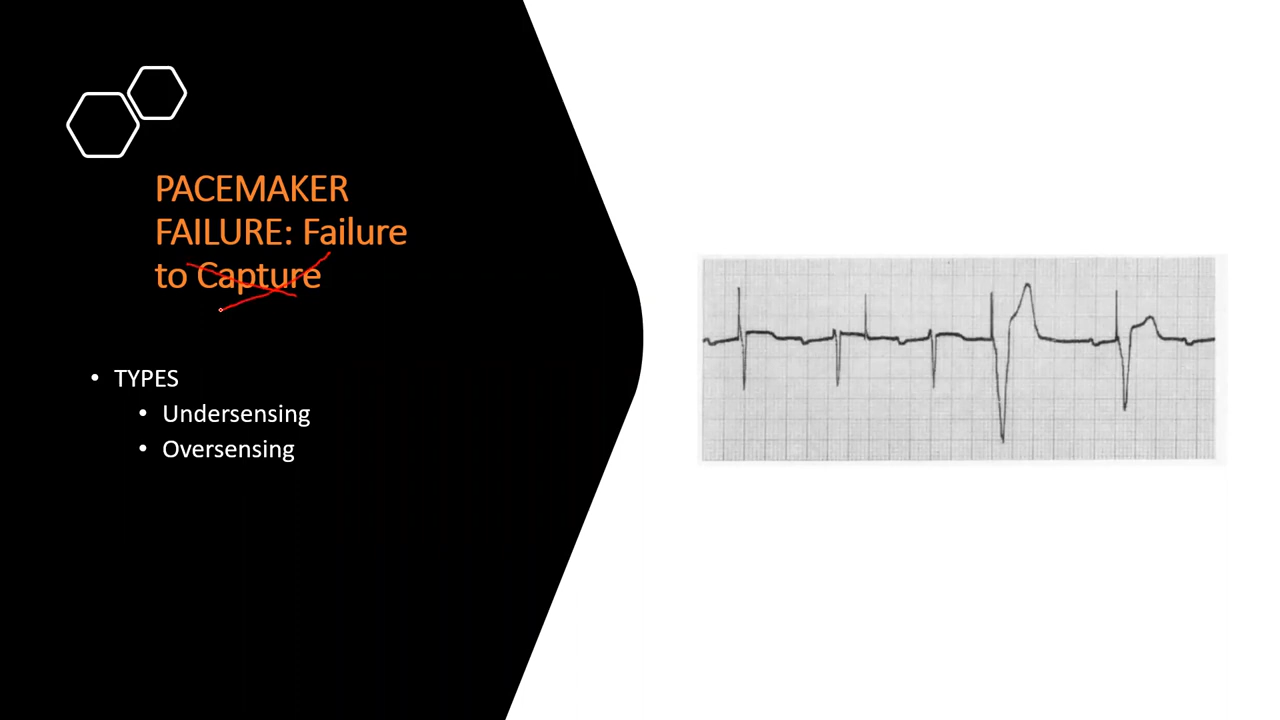 PACEMAKER
FAILURE: Failure
to Capture
• TYPES
• Undersensing
• Oversensing